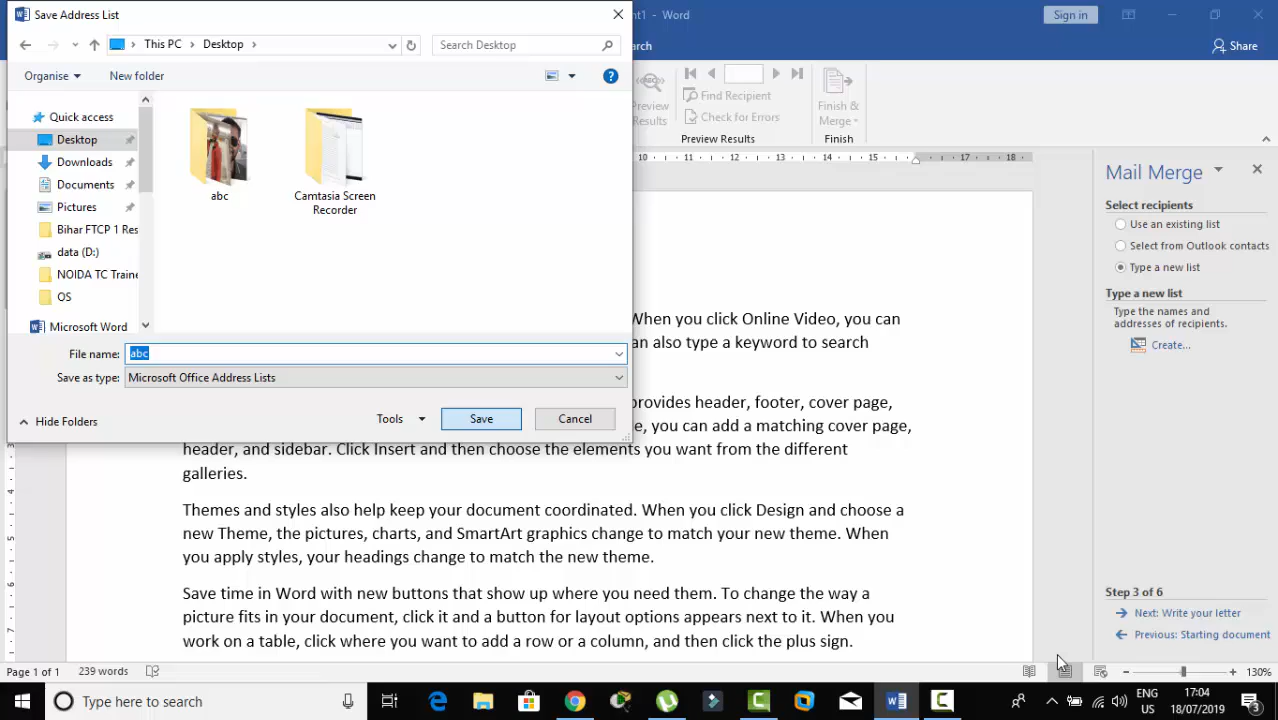 Save Address List
nt1 - Word
Sign in
This PC > Desktop >
Search Desktop
rch
Share
Organise
New folder
Preview Results
Find Recipient
Check for Errors
Preview Results
Finish & Merge
Finish
Quick access
Desktop
Downloads
Documents
Pictures
Bihar FTCP 1 Res
data (D:)
NOIDA TC Traine
OS
Microsoft Word
abc
Camtasia Screen
Recorder
File name: abc
Save as type: Microsoft Office Address Lists
Hide Folders
Tools
Save
Cancel
10 11 12 13 14 15 17 18
When you click Online Video, you can
an also type a keyword to search
provides header, footer, cover page,
e, you can add a matching cover page,
header, and sidebar. Click Insert and then choose the elements you want from the different
galleries.
Themes and styles also help keep your document coordinated. When you click Design and choose a
new Theme, the pictures, charts, and SmartArt graphics change to match your new theme. When
you apply styles, your headings change to match the new theme.
Save time in Word with new buttons that show up where you need them. To change the way a
picture fits in your document, click it and a button for layout options appears next to it. When you
work on a table, click where you want to add a row or a column, and then click the plus sign.
Mail Merge
Select recipients
Use an existing list
Select from Outlook contacts
Type a new list
Type a new list
Type the names and
addresses of recipients.
Create...
Step 3 of 6
Next: Write your letter
Previous: Starting document
Page 1 of 1
239 words
130%
Type here to search
ENG
US
17:04
18/07/2019
3